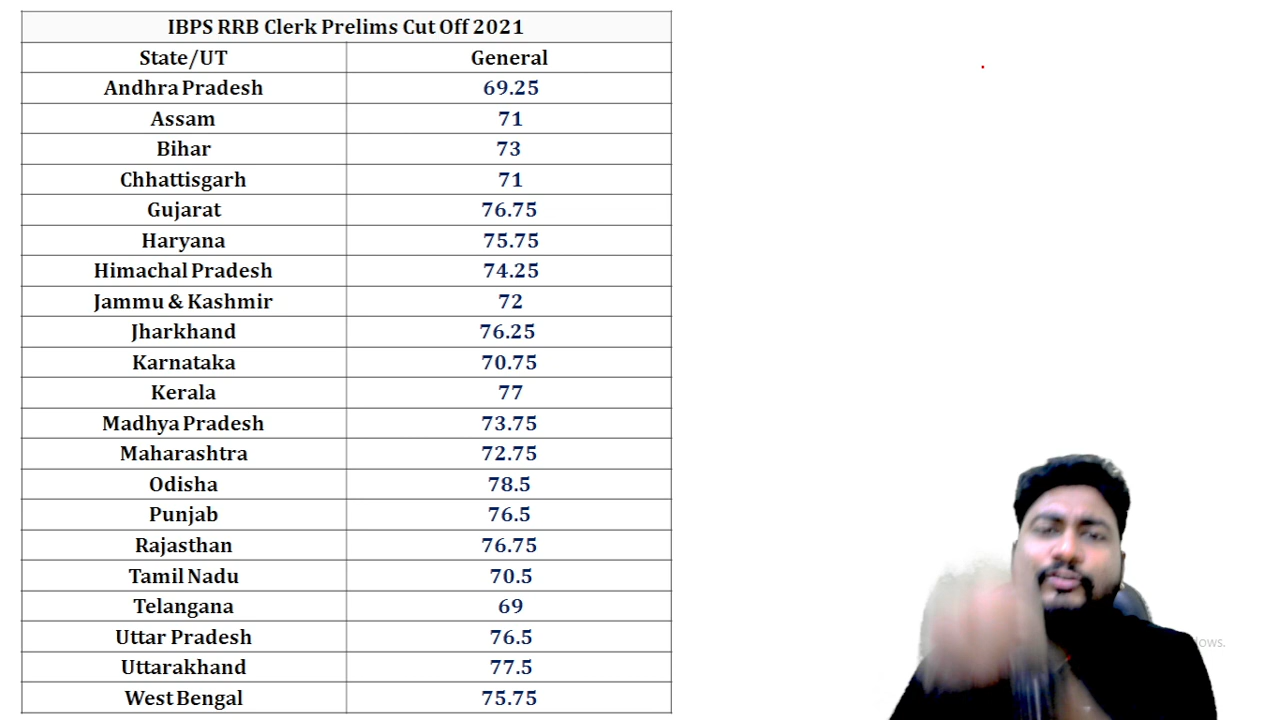 IBPS RRB Clerk Prelims Cut Off 2021
State/UT General
Andhra Pradesh 69.25
Assam 71
Bihar 73
Chhattisgarh 71
Gujarat 76.75
Haryana 75.75
Himachal Pradesh 74.25
Jammu & Kashmir 72
Jharkhand 76.25
Karnataka 70.75
Kerala 77
Madhya Pradesh 73.75
Maharashtra 72.75
Odisha 78.5
Punjab 76.5
Rajasthan 76.75
Tamil Nadu 70.5
Telangana 69
Uttar Pradesh 76.5
Uttarakhand 77.5
West Bengal 75.75